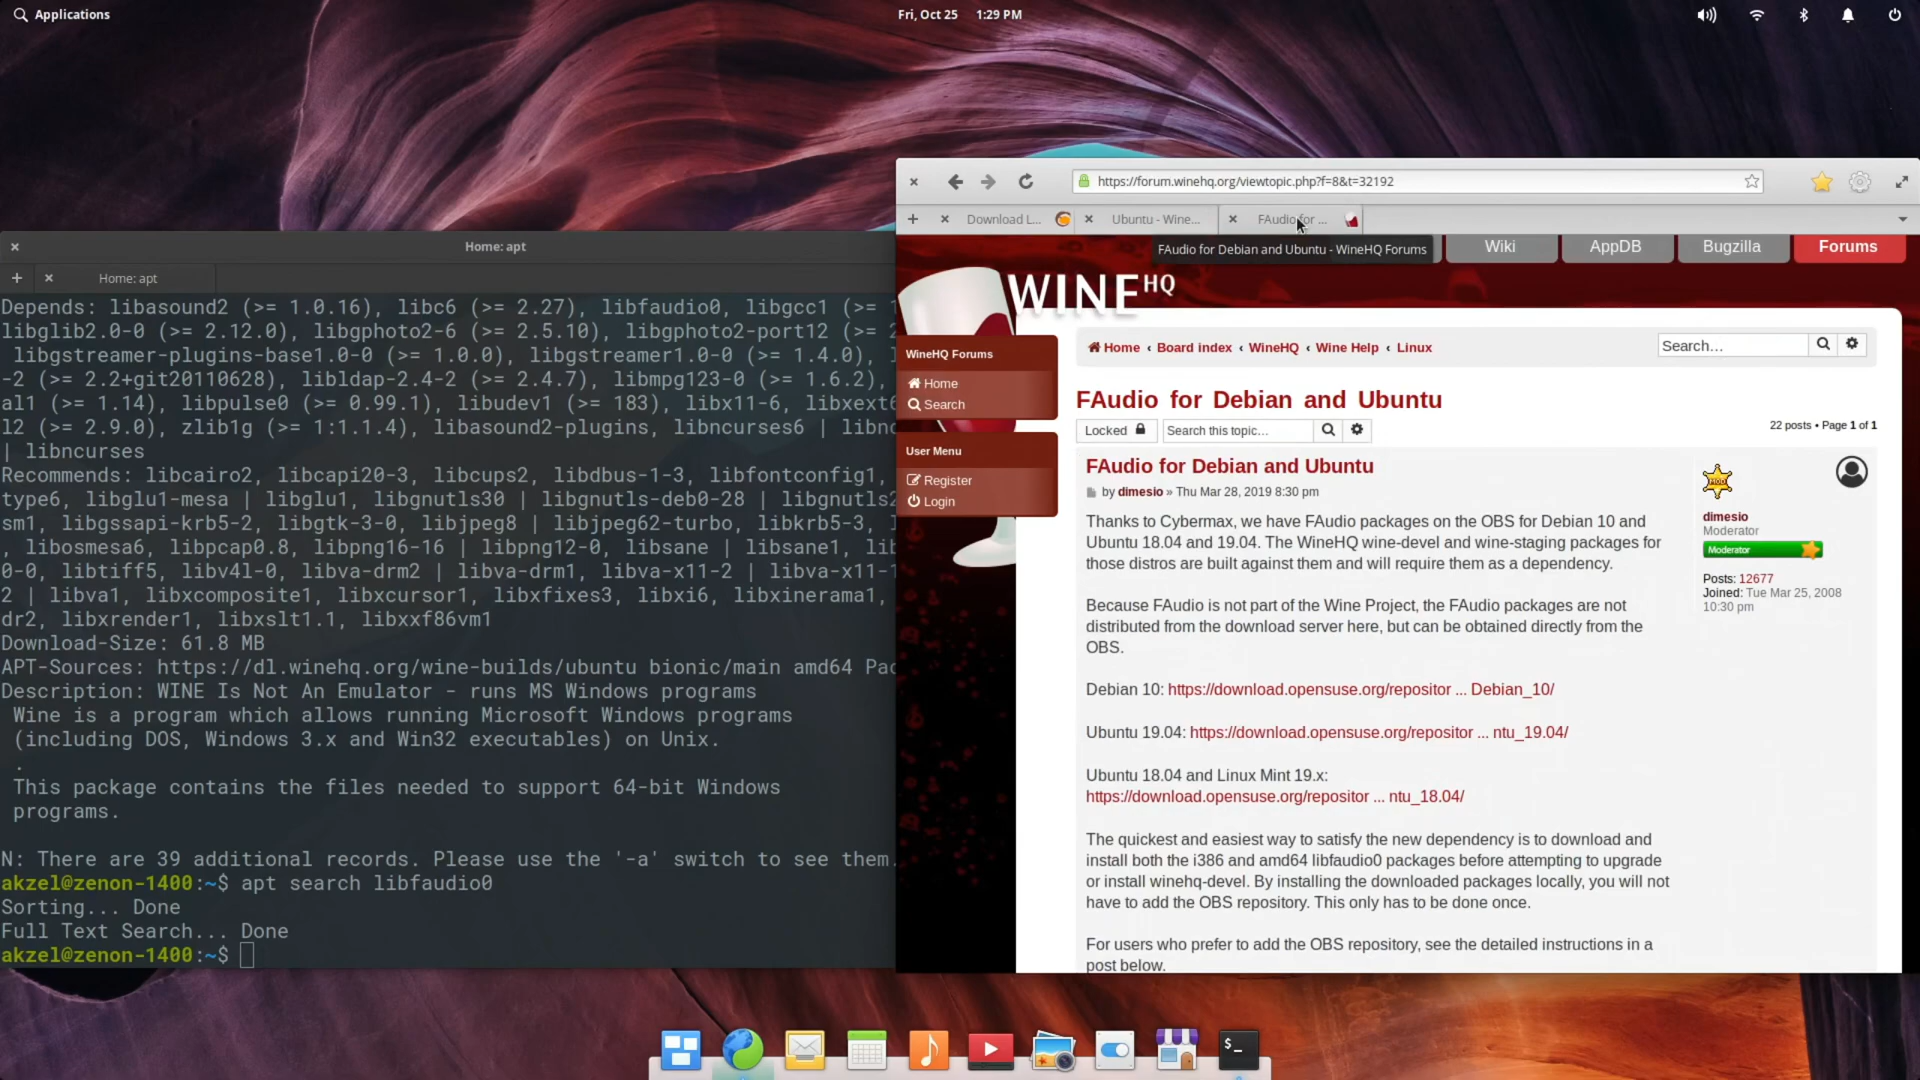 Applications
Fri, Oct 25 1:29 PM
Home: apt
Home: apt
Depends: libasound2 (>= 1.0.16), libc6 (>= 2.27), libfaudio0, libgcc1 (>= 1
libglib2.0-0 (>= 2.12.0), libgphoto2-6 (>= 2.5.10), libgphoto2-port12 (>= 2
libgstreamer-plugins-base1.0-0 (>= 1.0.0), libgstreamer1.0-0 (>= 1.4.0), l
-2 (>= 2.2+git20110628), libldap-2.4-2 (>= 2.4.7), libmpg123-0 (>= 1.6.2),
al1 (>= 1.14), libpulse0 (>= 0.99.1), libudev1 (>= 183), libx11-6, libxext6
l2 (>= 2.9.0), zlib1g (>= 1:1.1.4), libasound2-plugins, libncurses6 | libnc
| libncurses
Recommends: libcairo2, libcapi20-3, libcups2, libdbus-1-3, libfontconfig1,
type6, libglu1-mesa | libglu1, libgnutls30 | libgnutls-deb0-28 | libgnutls2
sm1, libgssapi-krb5-2, libgtk-3-0, libjpeg8 | libjpeg62-turbo, libkrb5-3, l
, libosmesa6, libpcap0.8, libpng16-16 | libpng12-0, libsane | libsane1, lib
0-0, libtiff5, libv4l-0, libva-drm2 | libva-drm1, libva-x11-2 | libva-x11-1
2 | libva1, libxcomposite1, libxcursor1, libxfixes3, libxi6, libxinerama1,
dr2, libxrender1, libxslt1.1, libxxf86vm1
Download-Size: 61.8 MB
APT-Sources: https://dl.winehq.org/wine-builds/ubuntu bionic/main amd64 Pac
Description: WINE Is Not An Emulator - runs MS Windows programs
Wine is a program which allows running Microsoft Windows programs
(including DOS, Windows 3.x and Win32 executables) on Unix.
.
This package contains the files needed to support 64-bit Windows
programs.
N: There are 39 additional records. Please use the '-a' switch to see them.
akzel@zenon-1400:~$ apt search libfaudio0
Sorting... Done
Full Text Search... Done
akzel@zenon-1400:~$
https://forum.winehq.org/viewtopic.php?f=8&t=32192
Download L... Ubuntu - Wine... FAudio for ...
FAudio for Debian and Ubuntu - WineHQ Forums
Wiki AppDB Bugzilla Forums
WINE HQ
WineHQ Forums
Home
Search
User Menu
Register
Login
Home ‹ Board index ‹ WineHQ ‹ Wine Help ‹ Linux
Search…
FAudio for Debian and Ubuntu
Locked Search this topic…
22 posts • Page 1 of 1
FAudio for Debian and Ubuntu
by dimesio » Thu Mar 28, 2019 8:30 pm
Thanks to Cybermax, we have FAudio packages on the OBS for Debian 10 and
Ubuntu 18.04 and 19.04. The WineHQ wine-devel and wine-staging packages for
those distros are built against them and will require them as a dependency.
Because FAudio is not part of the Wine Project, the FAudio packages are not
distributed from the download server here, but can be obtained directly from the
OBS.
Debian 10: https://download.opensuse.org/repositor ... Debian_10/
Ubuntu 19.04: https://download.opensuse.org/repositor ... ntu_19.04/
Ubuntu 18.04 and Linux Mint 19.x:
https://download.opensuse.org/repositor ... ntu_18.04/
The quickest and easiest way to satisfy the new dependency is to download and
install both the i386 and amd64 libfaudio0 packages before attempting to upgrade
or install winehq-devel. By installing the downloaded packages locally, you will not
have to add the OBS repository. This only has to be done once.
For users who prefer to add the OBS repository, see the detailed instructions in a
post below.
MOD
dimesio
Moderator
Moderator
Posts: 12677
Joined: Tue Mar 25, 2008
10:30 pm
$_